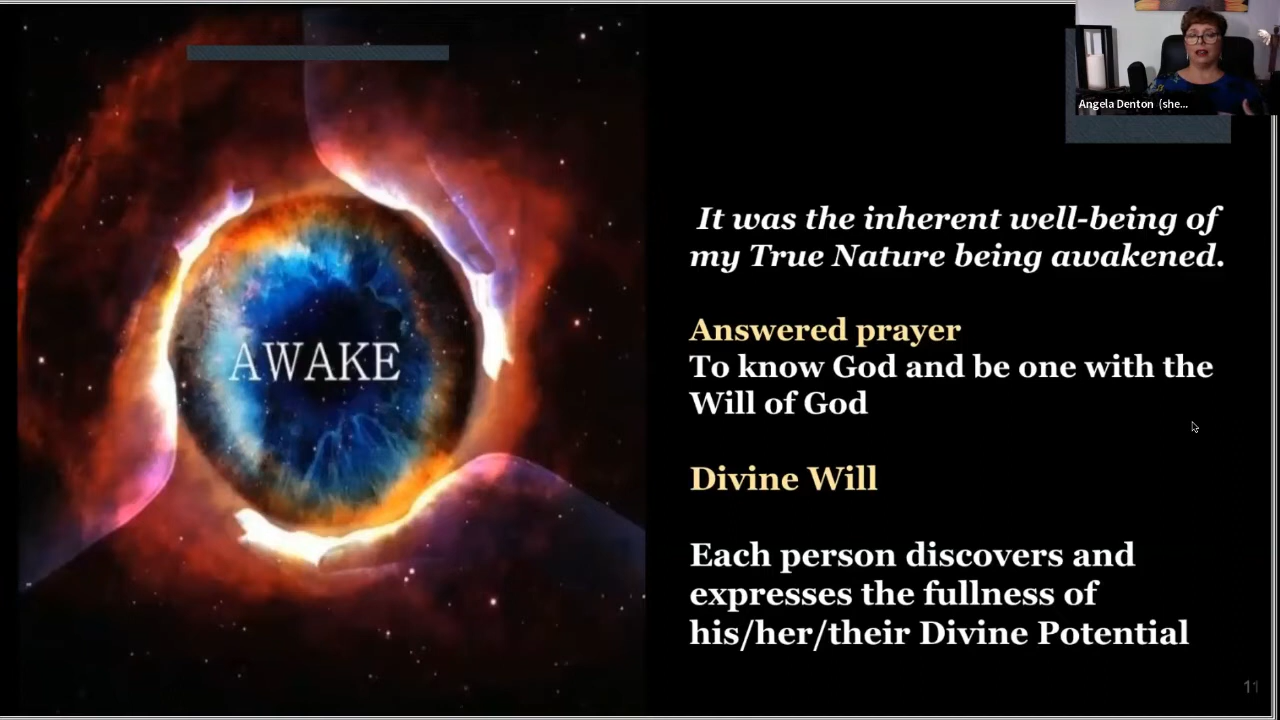 Angela Denton (she...
AWAKE
It was the inherent well-being of
my True Nature being awakened.
Answered prayer
To know God and be one with the
Will of God
Divine Will
Each person discovers and
expresses the fullness of
his/her/their Divine Potential
11